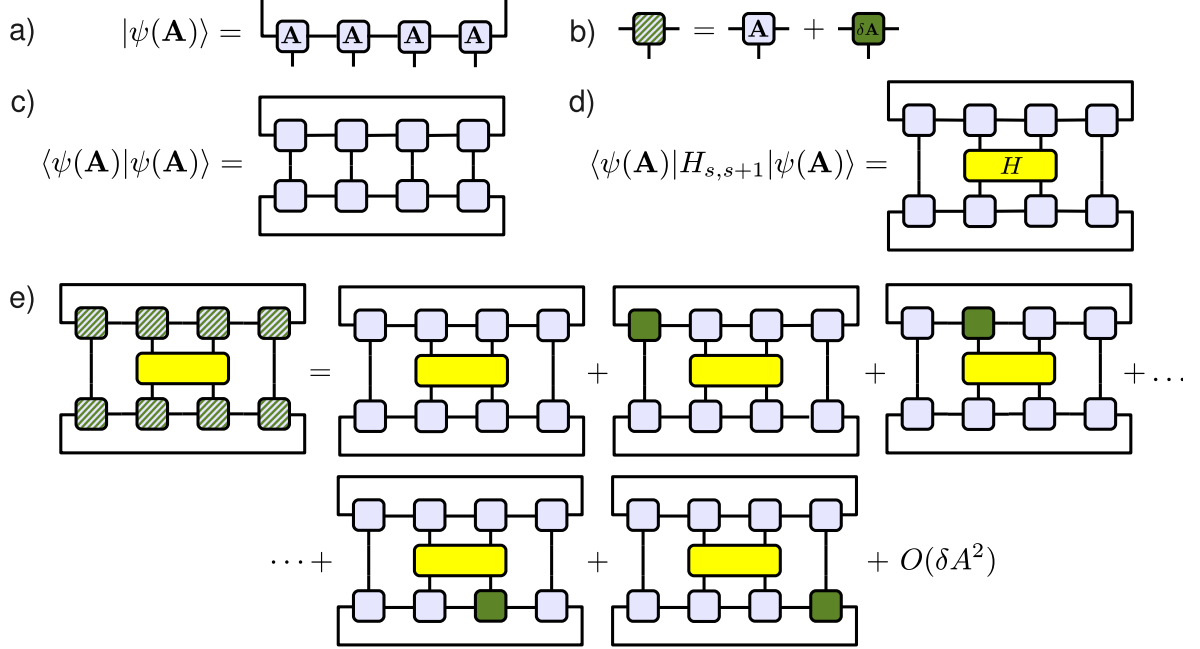 a) |ψ(A)⟩ = A A A A
b) = A + δA
c) ⟨ψ(A)|ψ(A)⟩ =
d) ⟨ψ(A)|H_{s,s+1}|ψ(A)⟩ = H
e) = + + + ...
··· + + + O(δA²)